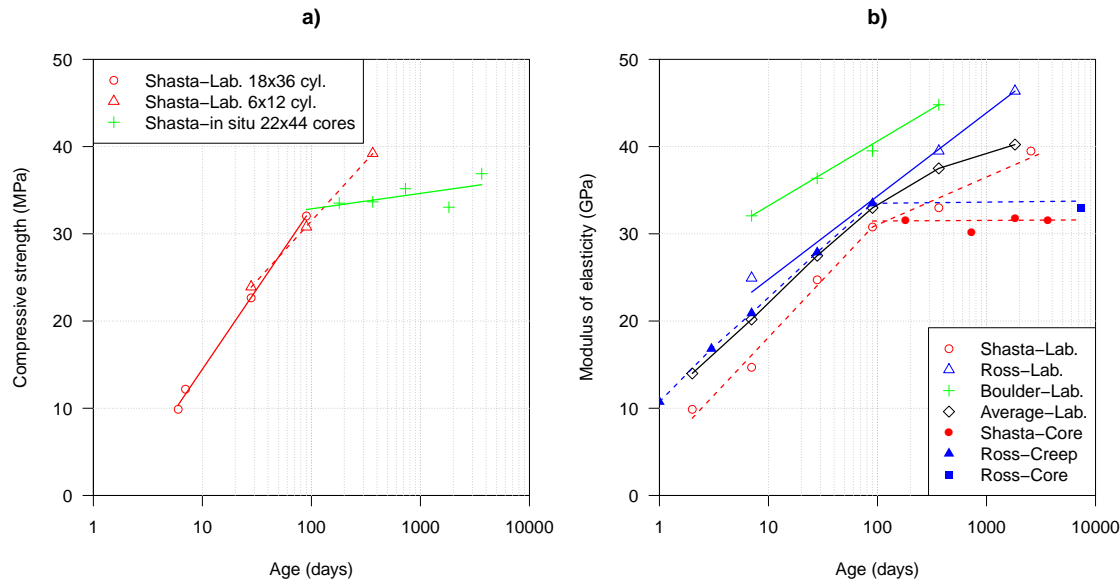 a)
Shasta−Lab. 18x36 cyl.
Shasta−Lab. 6x12 cyl.
Shasta−in situ 22x44 cores
50
40
30
20
10
0
1 10 100 1000 10000
Compressive strength (MPa)
Age (days)
b)
50
40
30
20
10
0
1 10 100 1000 10000
Modulus of elasticity (GPa)
Age (days)
Shasta−Lab.
Ross−Lab.
Boulder−Lab.
Average−Lab.
Shasta−Core
Ross−Creep
Ross−Core